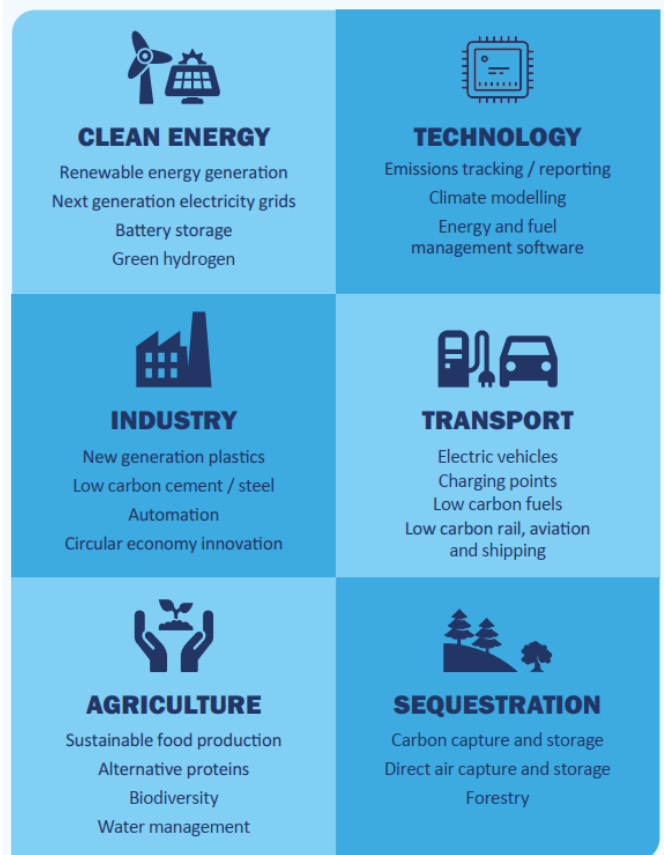 CLEAN ENERGY
Renewable energy generation
Next generation electricity grids
Battery storage
Green hydrogen
TECHNOLOGY
Emissions tracking / reporting
Climate modelling
Energy and fuel
management software
INDUSTRY
New generation plastics
Low carbon cement / steel
Automation
Circular economy innovation
TRANSPORT
Electric vehicles
Charging points
Low carbon fuels
Low carbon rail, aviation
and shipping
AGRICULTURE
Sustainable food production
Alternative proteins
Biodiversity
Water management
SEQUESTRATION
Carbon capture and storage
Direct air capture and storage
Forestry